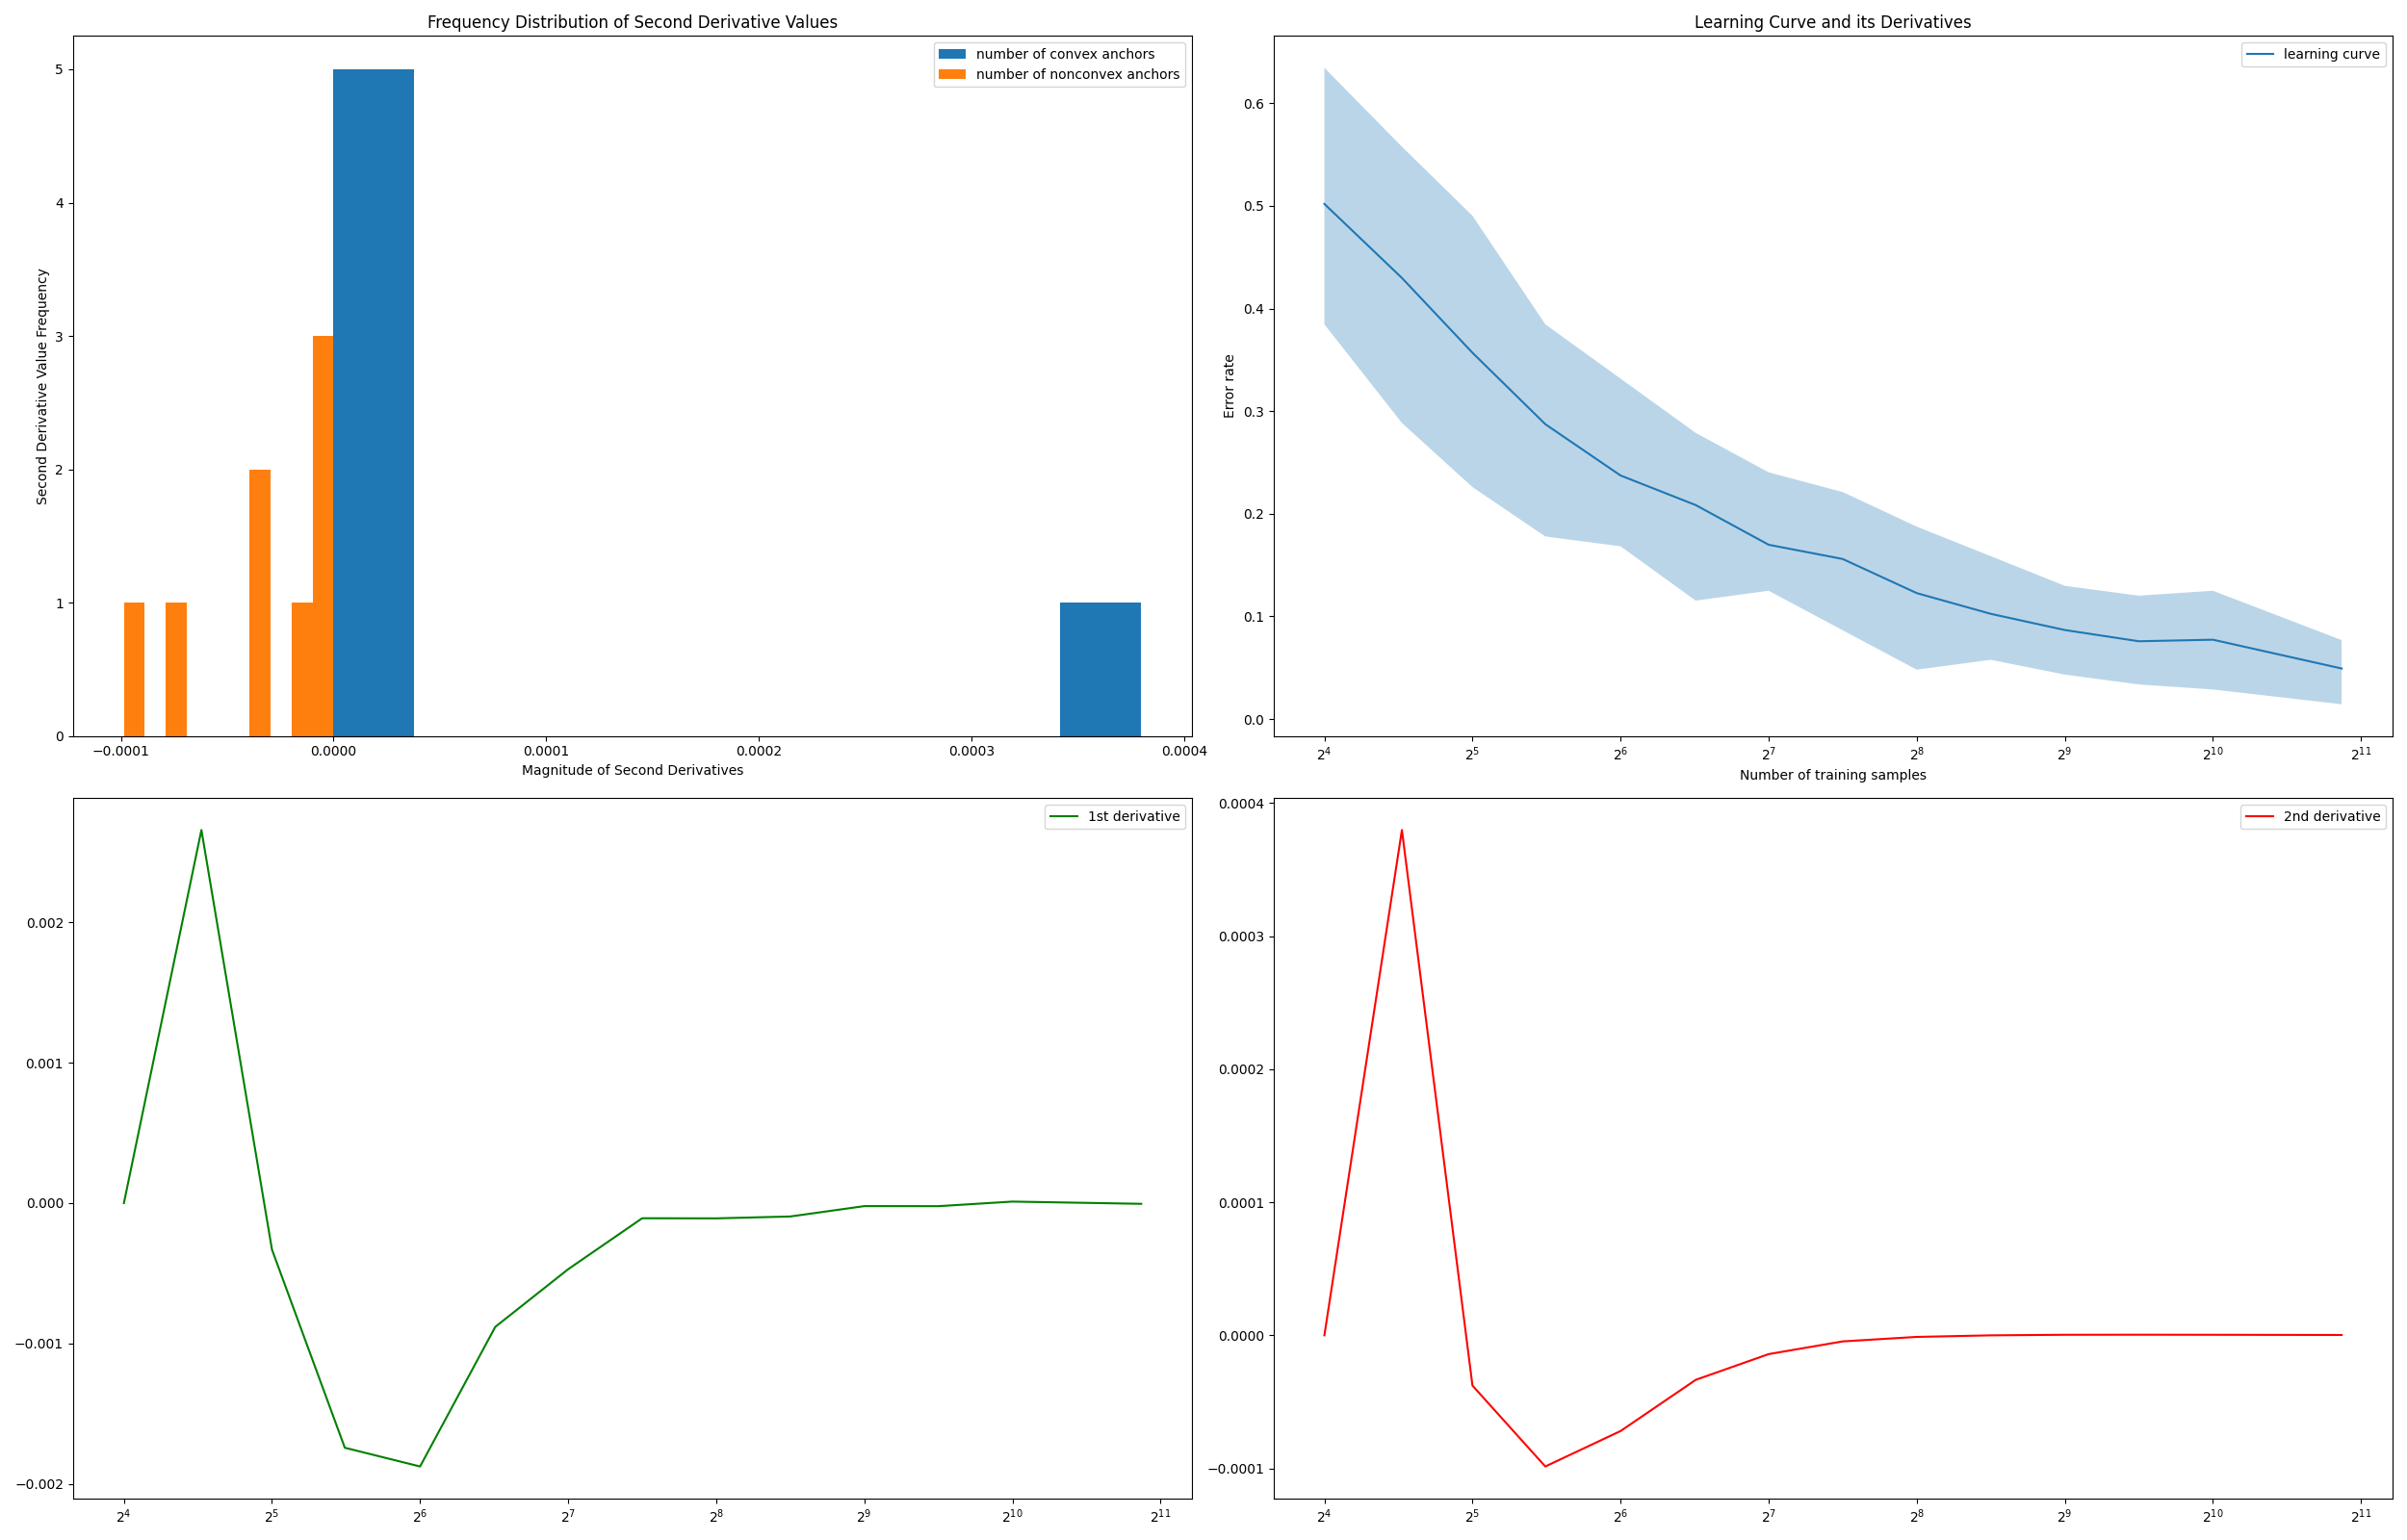 Frequency Distribution of Second Derivative Values
number of convex anchors
number of nonconvex anchors
Second Derivative Value Frequency
5
4
3
2
1
0
−0.0001 0.0000 0.0001 0.0002 0.0003 0.0004
Magnitude of Second Derivatives
Learning Curve and its Derivatives
learning curve
Error rate
0.6
0.5
0.4
0.3
0.2
0.1
0.0
2⁴ 2⁵ 2⁶ 2⁷ 2⁸ 2⁹ 2¹⁰ 2¹¹
Number of training samples
1st derivative
0.002
0.001
0.000
−0.001
−0.002
2⁴ 2⁵ 2⁶ 2⁷ 2⁸ 2⁹ 2¹⁰ 2¹¹
2nd derivative
0.0004
0.0003
0.0002
0.0001
0.0000
−0.0001
2⁴ 2⁵ 2⁶ 2⁷ 2⁸ 2⁹ 2¹⁰ 2¹¹